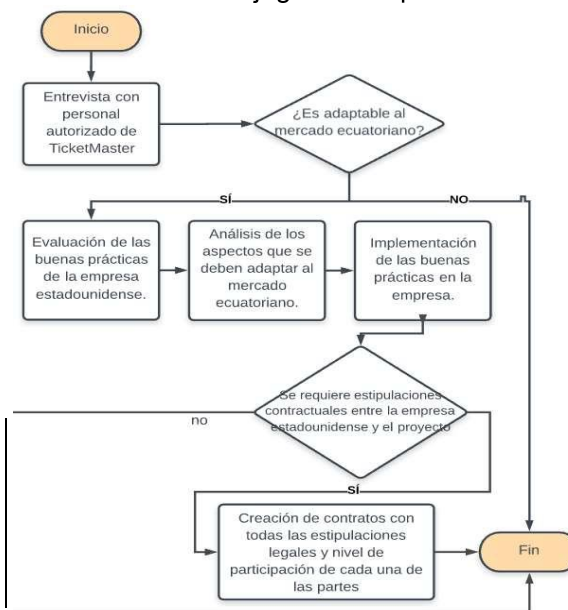 Inicio
Entrevista con
personal
autorizado de
TicketMaster
¿Es adaptable al
mercado ecuatoriano?
SÍ
NO
Evaluación de las
buenas prácticas
de la empresa
estadounidense.
Análisis de los
aspectos que se
deben adaptar al
mercado
ecuatoriano.
Implementación
de las buenas
prácticas en la
empresa.
Se requiere estipulaciones
contractuales entre la empresa
estadounidense y el proyecto
no
SÍ
Creación de contratos con
todas las estipulaciones
legales y nivel de
participación de cada una de
las partes
Fin